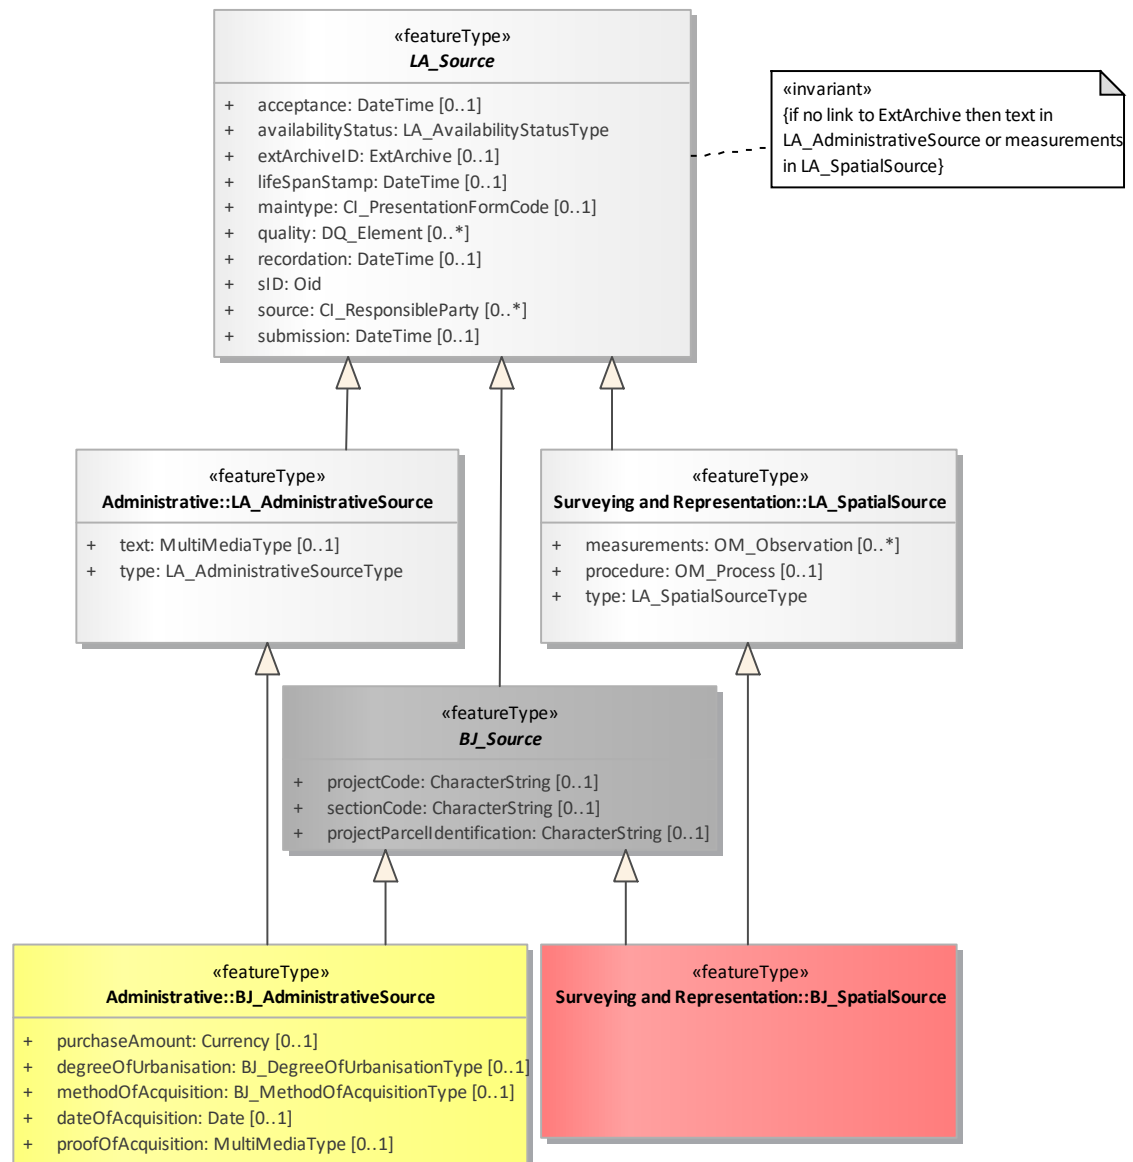 «featureType»
LA_Source
+ acceptance: DateTime [0..1]
+ availabilityStatus: LA_AvailabilityStatusType
+ extArchiveID: ExtArchive [0..1]
+ lifeSpanStamp: DateTime [0..1]
+ maintype: CI_PresentationFormCode [0..1]
+ quality: DQ_Element [0..*]
+ recordation: DateTime [0..1]
+ sID: Oid
+ source: CI_ResponsibleParty [0..*]
+ submission: DateTime [0..1]
«invariant»
{if no link to ExtArchive then text in
LA_AdministrativeSource or measurements
in LA_SpatialSource}
«featureType»
Administrative::LA_AdministrativeSource
+ text: MultiMediaType [0..1]
+ type: LA_AdministrativeSourceType
«featureType»
Surveying and Representation::LA_SpatialSource
+ measurements: OM_Observation [0..*]
+ procedure: OM_Process [0..1]
+ type: LA_SpatialSourceType
«featureType»
BJ_Source
+ projectCode: CharacterString [0..1]
+ sectionCode: CharacterString [0..1]
+ projectParcelIdentification: CharacterString [0..1]
«featureType»
Administrative::BJ_AdministrativeSource
+ purchaseAmount: Currency [0..1]
+ degreeOfUrbanisation: BJ_DegreeOfUrbanisationType [0..1]
+ methodOfAcquisition: BJ_MethodOfAcquisitionType [0..1]
+ dateOfAcquisition: Date [0..1]
+ proofOfAcquisition: MultiMediaType [0..1]
«featureType»
Surveying and Representation::BJ_SpatialSource